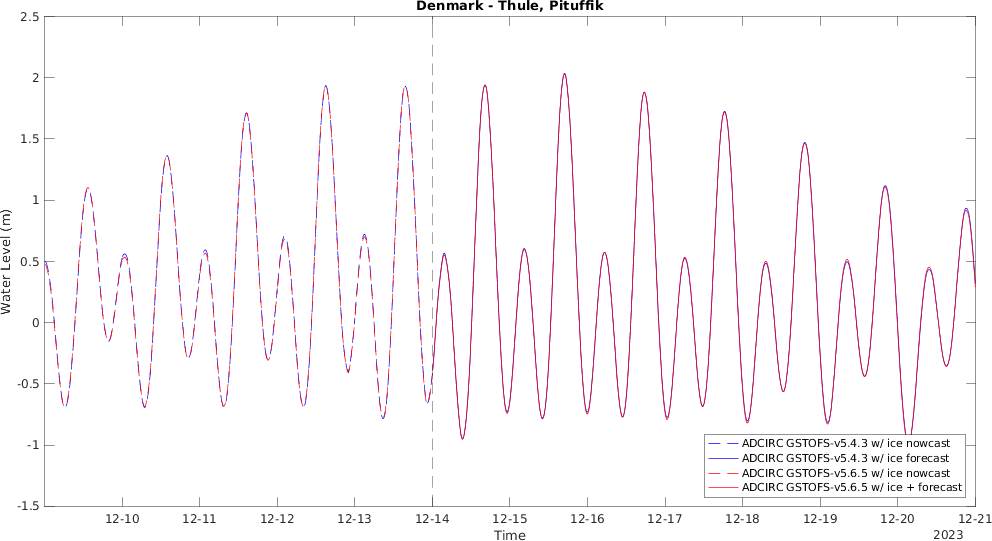 Denmark - Thule, Pituffik
2.5
2
1.5
1
0.5
0
-0.5
-1
-1.5
Water Level (m)
ADCIRC GSTOFS-v5.4.3 w/ ice nowcast
ADCIRC GSTOFS-v5.4.3 w/ ice forecast
ADCIRC GSTOFS-v5.6.5 w/ ice nowcast
ADCIRC GSTOFS-v5.6.5 w/ ice + forecast
12-10 12-11 12-12 12-13 12-14 12-15 12-16 12-17 12-18 12-19 12-20 12-21
Time
2023